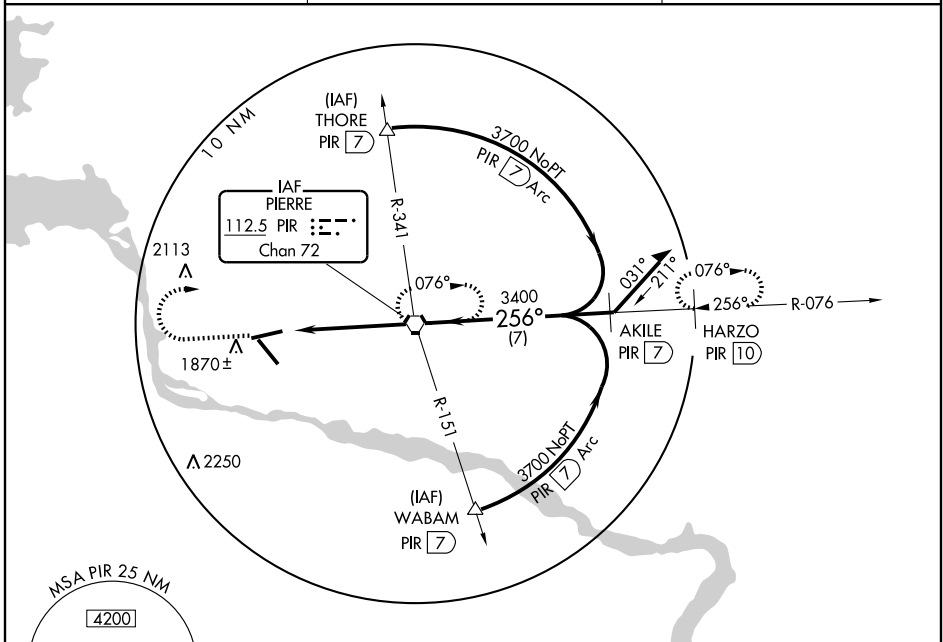 10 NM
(IAF)
THORE
PIR 7
3700 NoPT
PIR 7 Arc
IAF
PIERRE
112.5 PIR
Chan 72
R-341
2113
076°
3400
256°
(7)
031°
211°
076°
256°
R-076
AKILE
PIR 7
HARZO
PIR 10
1870±
R-151
2250
3700 NoPT
PIR 7 Arc
(IAF)
WABAM
PIR 7
MSA PIR 25 NM
4200